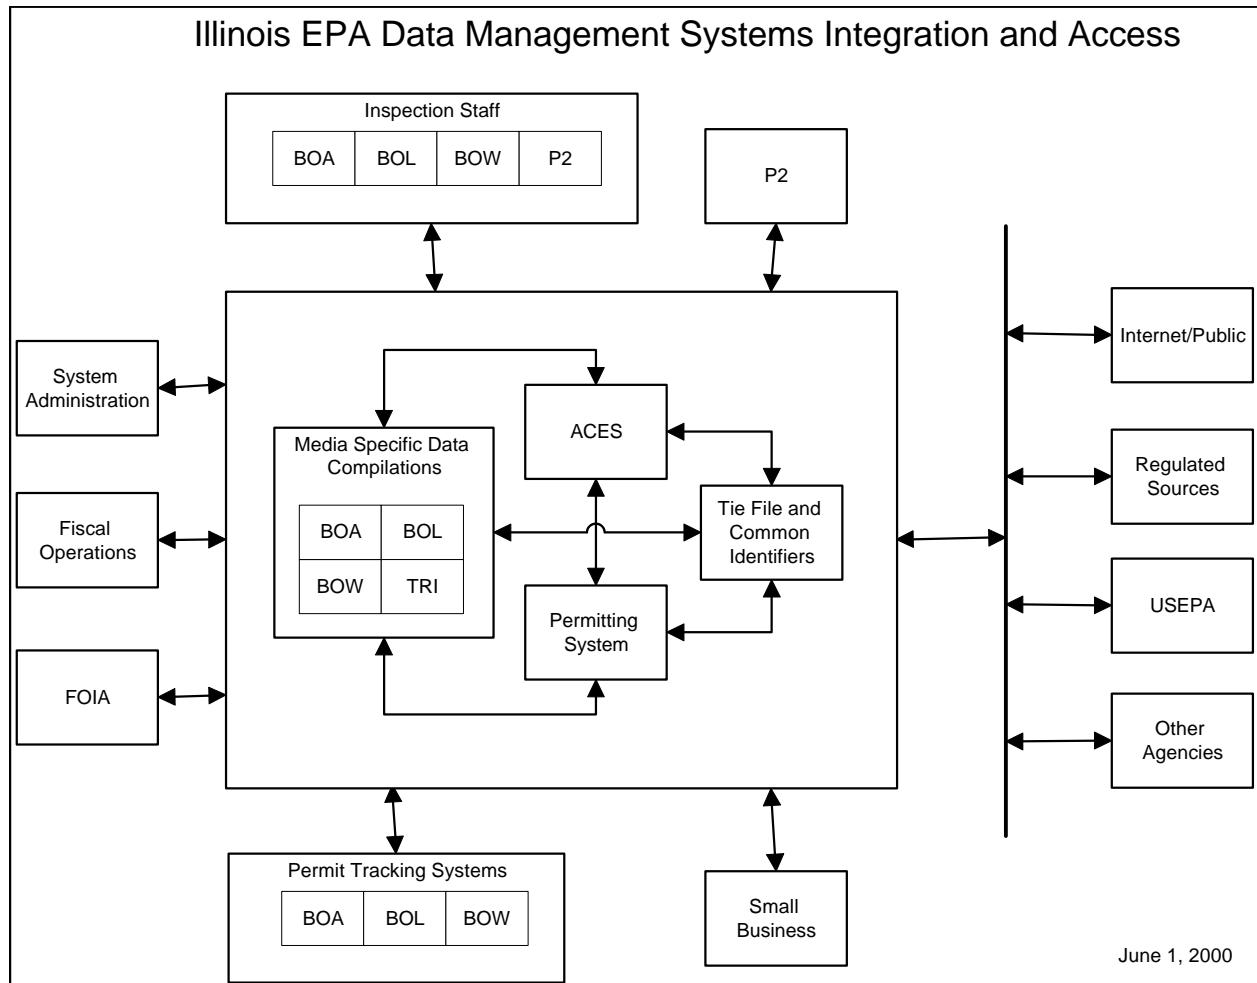 Illinois EPA Data Management Systems Integration and Access
Inspection Staff
BOA BOL BOW P2
P2
System
Administration
Fiscal
Operations
FOIA
Media Specific Data
Compilations
BOA BOL
BOW TRI
ACES
Tie File and
Common
Identifiers
Permitting
System
Internet/Public
Regulated
Sources
USEPA
Other
Agencies
Permit Tracking Systems
BOA BOL BOW
Small
Business
June 1, 2000